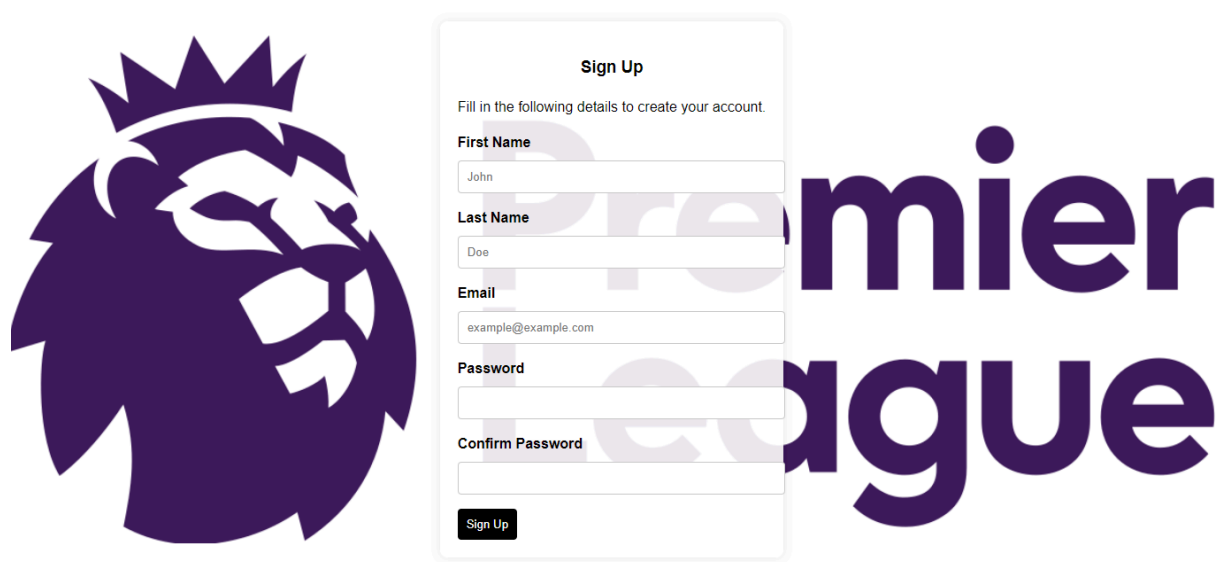 Sign Up
Fill in the following details to create your account.
First Name
John
Last Name
Doe
Email
example@example.com
Password
Confirm Password
Sign Up
Premier
League